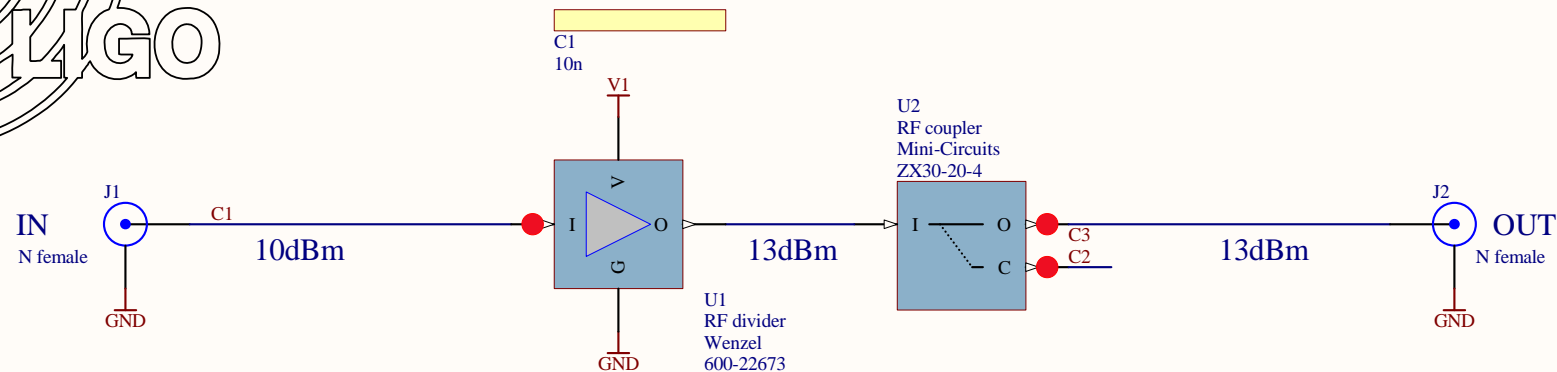 LIGO
C1
10n
V1
J1
IN
N female
C1
10dBm
GND
V
I
O
G
GND
U1
RF divider
Wenzel
600-22673
13dBm
U2
RF coupler
Mini-Circuits
ZX30-20-4
I
O
C
C3
C2
13dBm
J2
OUT
N female
GND